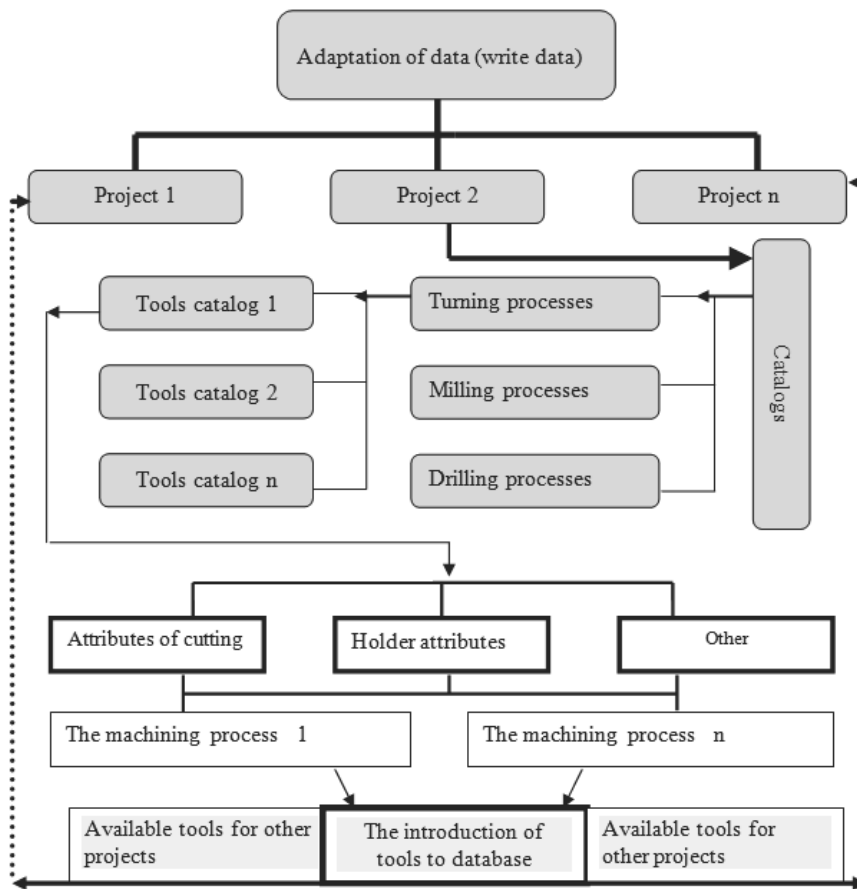 Adaptation of data (write data)
Project 1
Project 2
Project n
Tools catalog 1
Turning processes
Catalogs
Tools catalog 2
Milling processes
Tools catalog n
Drilling processes
Attributes of cutting
Holder attributes
Other
The machining process 1
The machining process n
Available tools for other
projects
The introduction of
tools to database
Available tools for
other projects